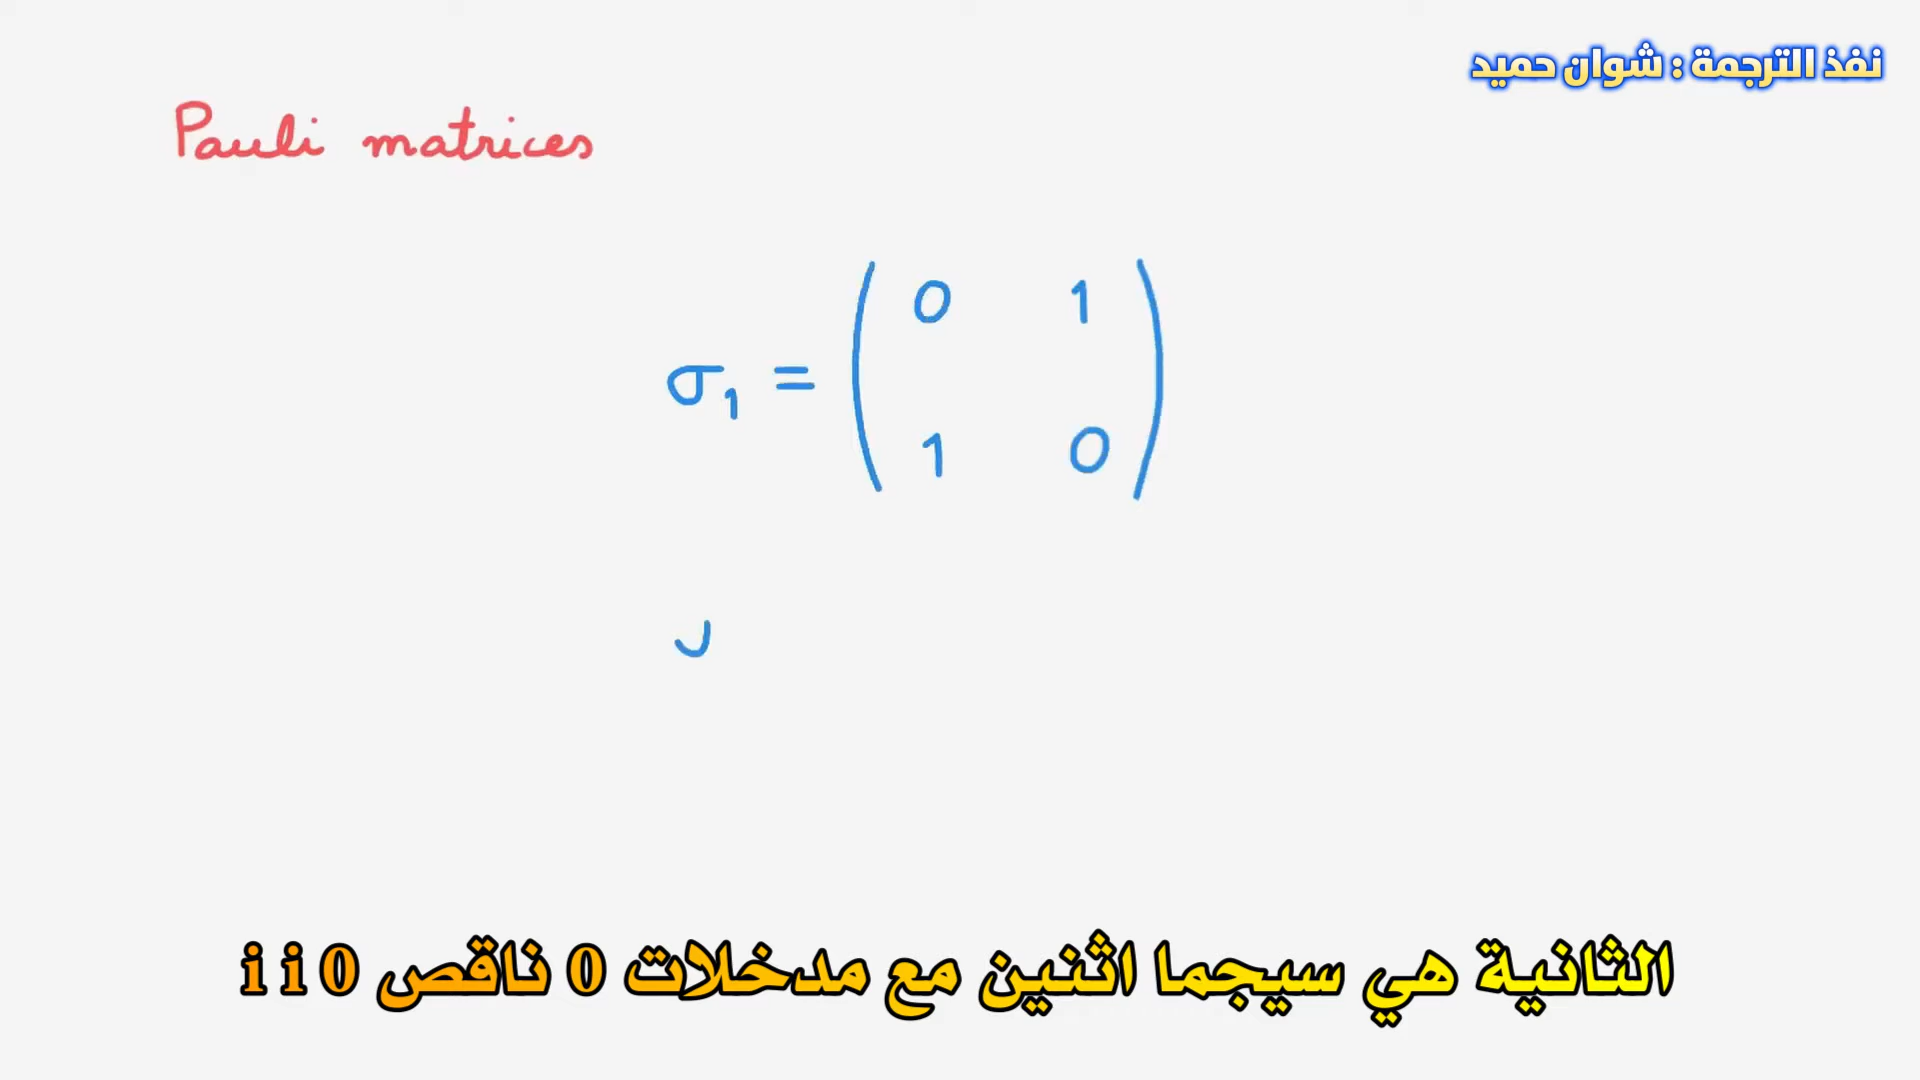 نفذ الترجمة : شوان حميد
Pauli matrices
σ₁ = ( 0 1
1 0 )
الثانية هي سيجما اثنين مع مدخلات 0 ناقص i i 0